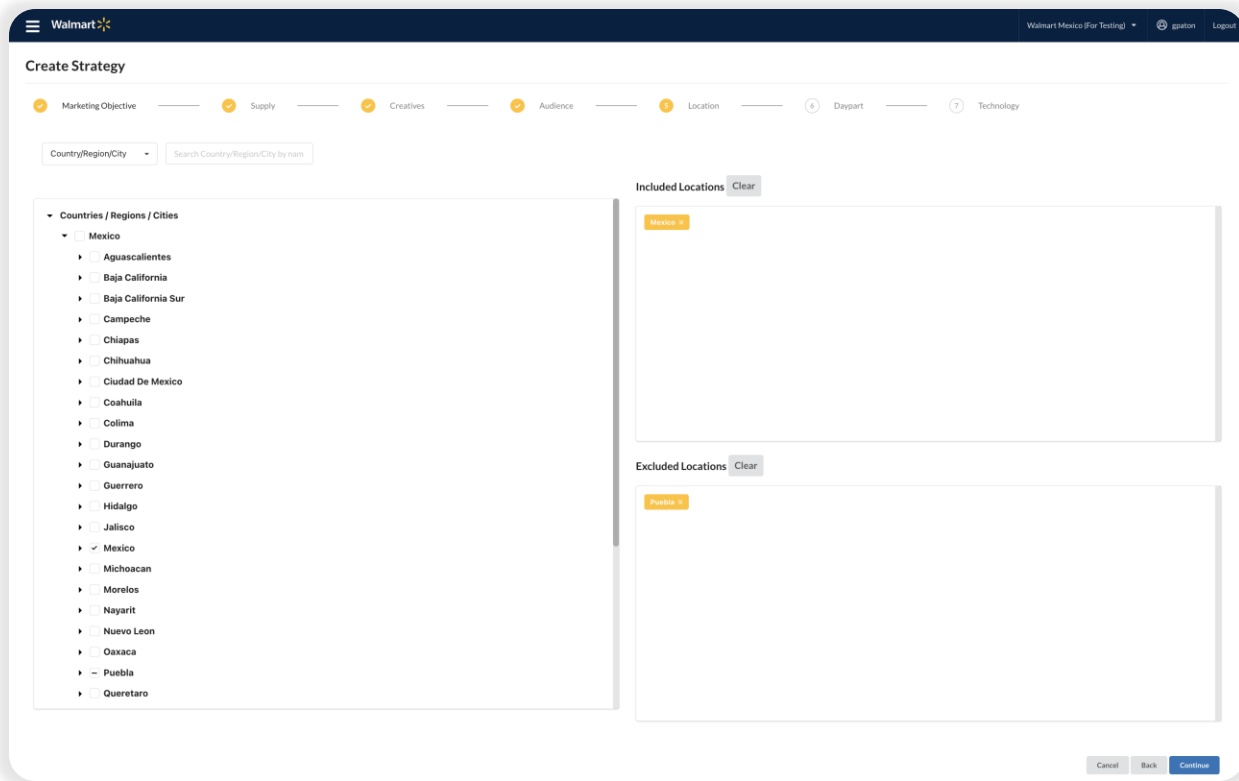 Walmart
Walmart Mexico (For Testing)
gpaton
Logout
Create Strategy
Marketing Objective
Supply
Creatives
Audience
5 Location
6 Daypart
7 Technology
Country/Region/City
Search Country/Region/City by nam
Included Locations
Clear
Countries / Regions / Cities
Mexico
Aguascalientes
Baja California
Baja California Sur
Campeche
Chiapas
Chihuahua
Ciudad De Mexico
Coahuila
Colima
Durango
Guanajuato
Guerrero
Hidalgo
Jalisco
Mexico
Michoacan
Morelos
Nayarit
Nuevo Leon
Oaxaca
Puebla
Queretaro
Mexico ×
Excluded Locations
Clear
Puebla ×
Cancel
Back
Continue